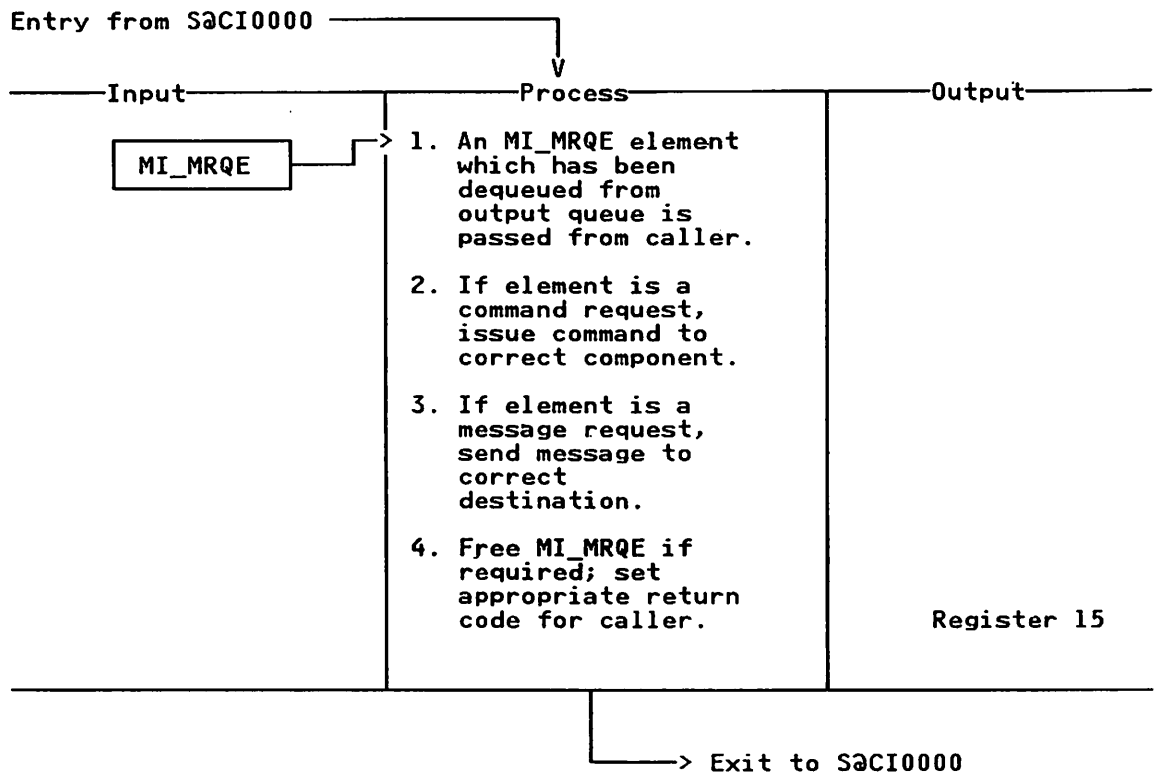 Entry from S@CI0000
Input
Process
Output
MI_MRQE
1. An MI_MRQE element
which has been
dequeued from
output queue is
passed from caller.
2. If element is a
command request,
issue command to
correct component.
3. If element is a
message request,
send message to
correct
destination.
4. Free MI_MRQE if
required; set
appropriate return
code for caller.
Register 15
Exit to S@CI0000